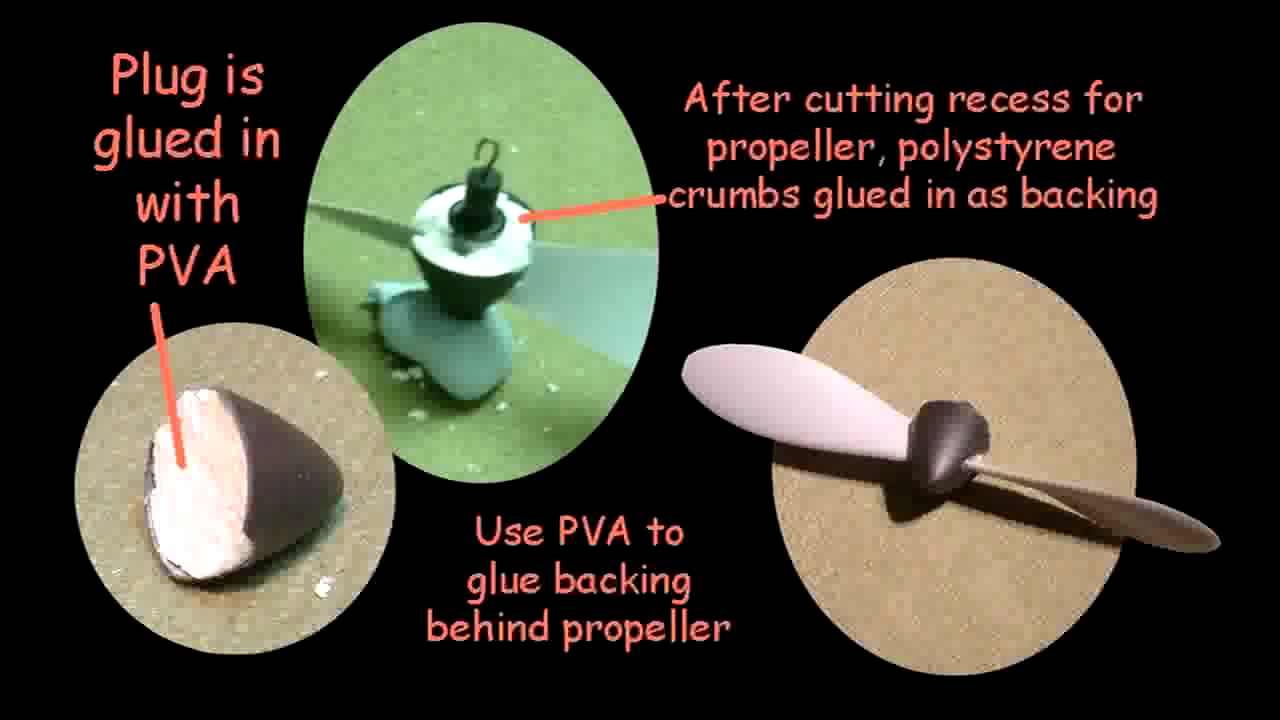 Plug is
glued in
with
PVA
After cutting recess for
propeller, polystyrene
crumbs glued in as backing
Use PVA to
glue backing
behind propeller